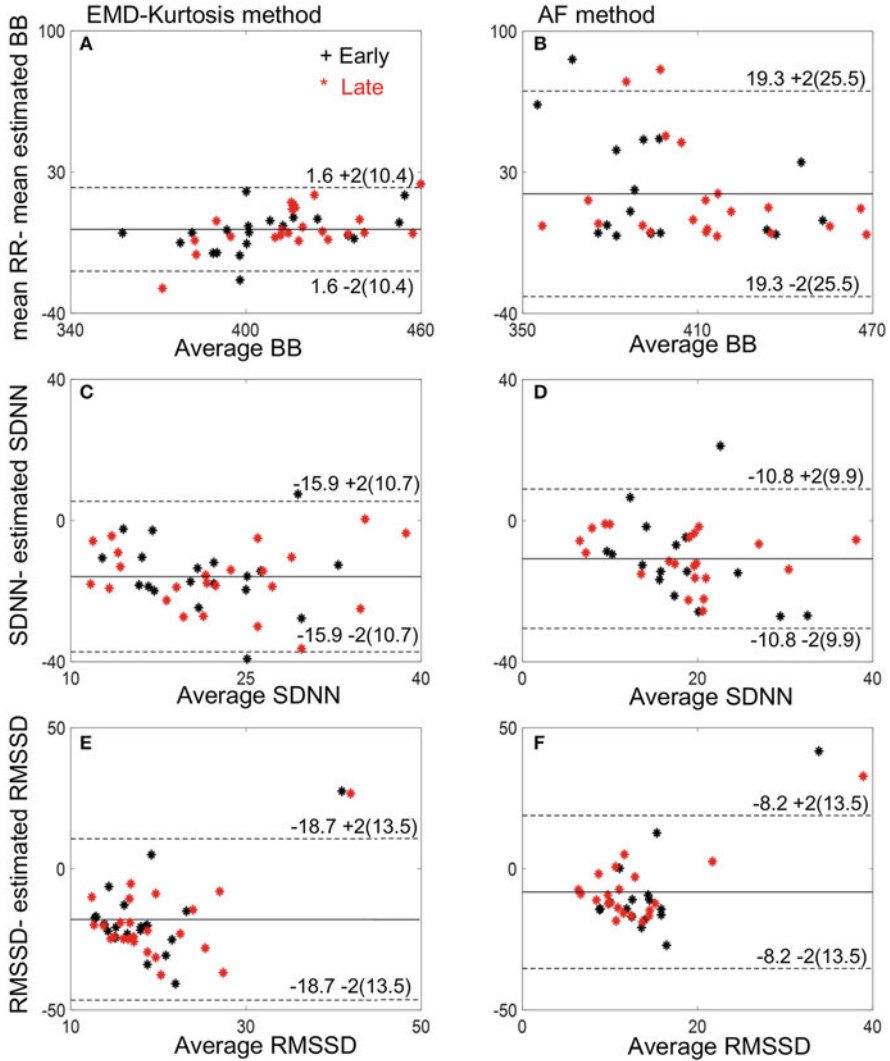 EMD-Kurtosis method
AF method
A
+ Early
* Late
100
30
-40
340
400
460
1.6 +2(10.4)
1.6 -2(10.4)
mean RR- mean estimated BB
Average BB
B
100
30
-40
350
410
470
19.3 +2(25.5)
19.3 -2(25.5)
Average BB
C
40
0
-40
10
25
40
-15.9 +2(10.7)
-15.9 -2(10.7)
SDNN- estimated SDNN
Average SDNN
D
40
0
-40
0
20
40
-10.8 +2(9.9)
-10.8 -2(9.9)
Average SDNN
E
50
0
-50
10
30
50
-18.7 +2(13.5)
-18.7 -2(13.5)
RMSSD- estimated RMSSD
Average RMSSD
F
50
0
-50
0
20
40
-8.2 +2(13.5)
-8.2 -2(13.5)
Average RMSSD